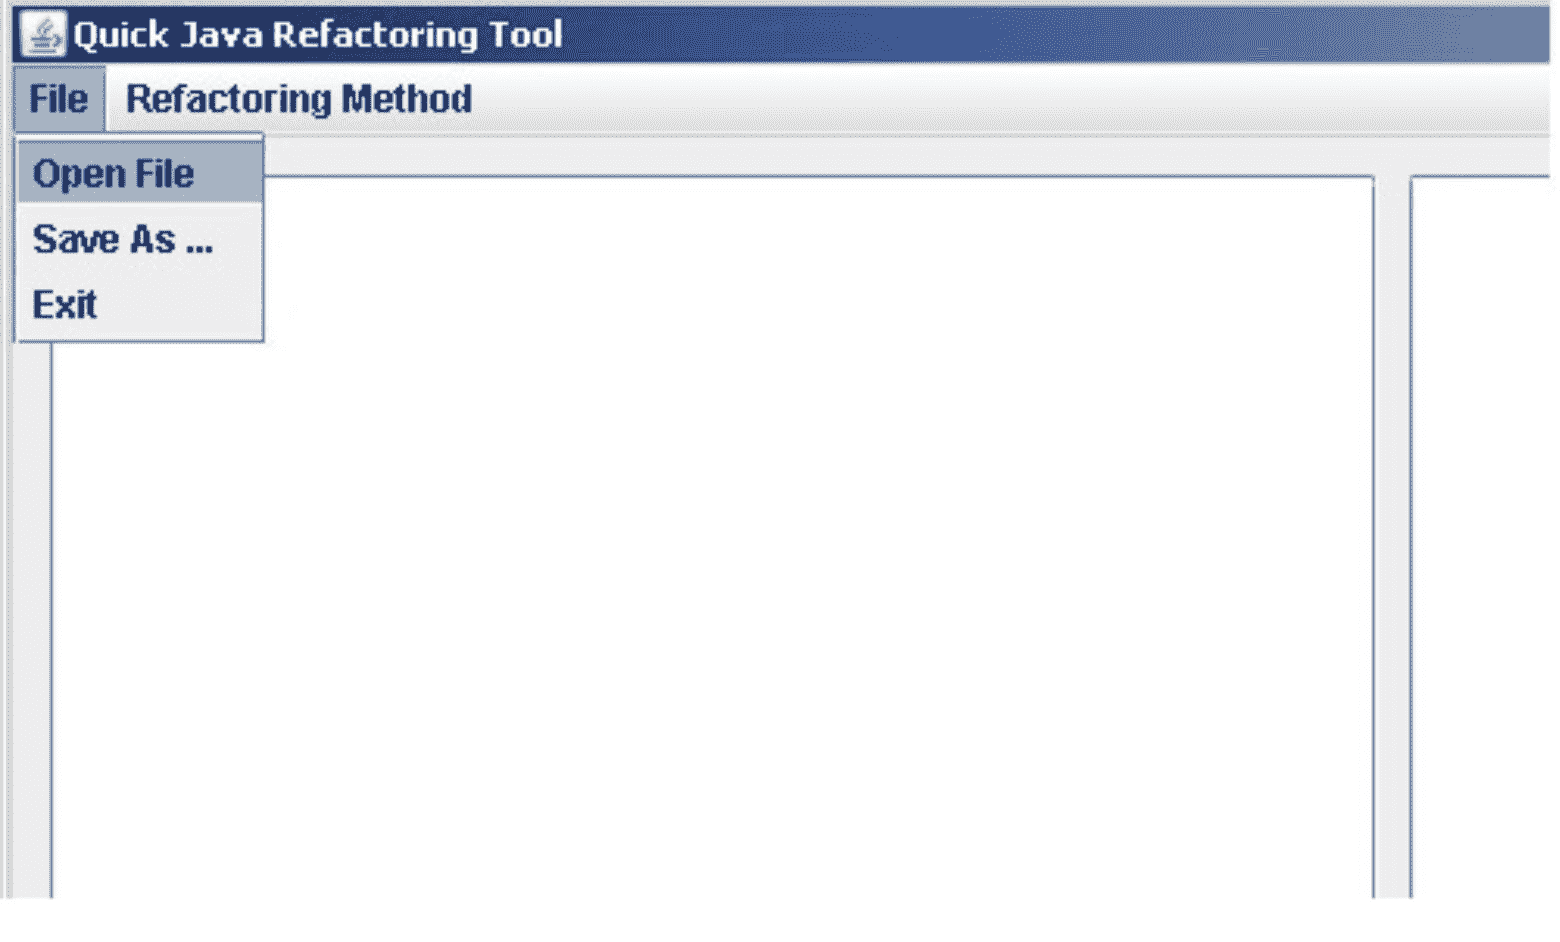 Quick Java Refactoring Tool
File Refactoring Method
Open File
Save As ...
Exit